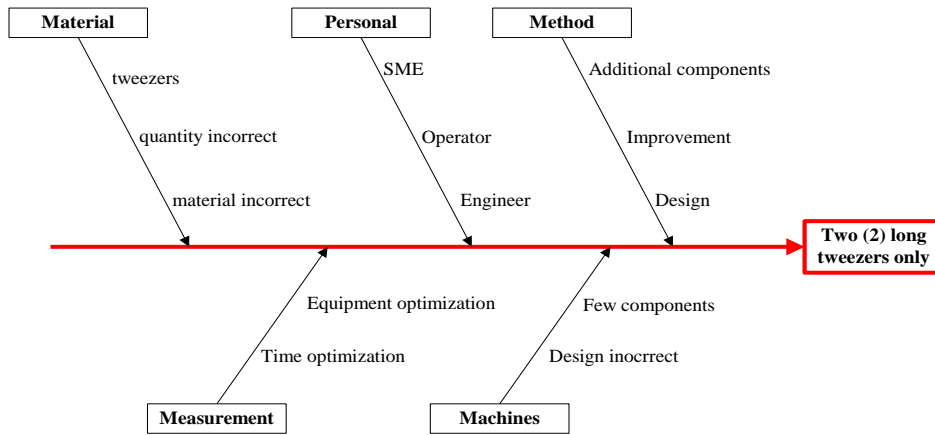 Material
Personal
Method
tweezers
SME
Additional components
quantity incorrect
Operator
Improvement
material incorrect
Engineer
Design
Two (2) long
tweezers only
Equipment optimization
Few components
Time optimization
Design inocrrect
Measurement
Machines